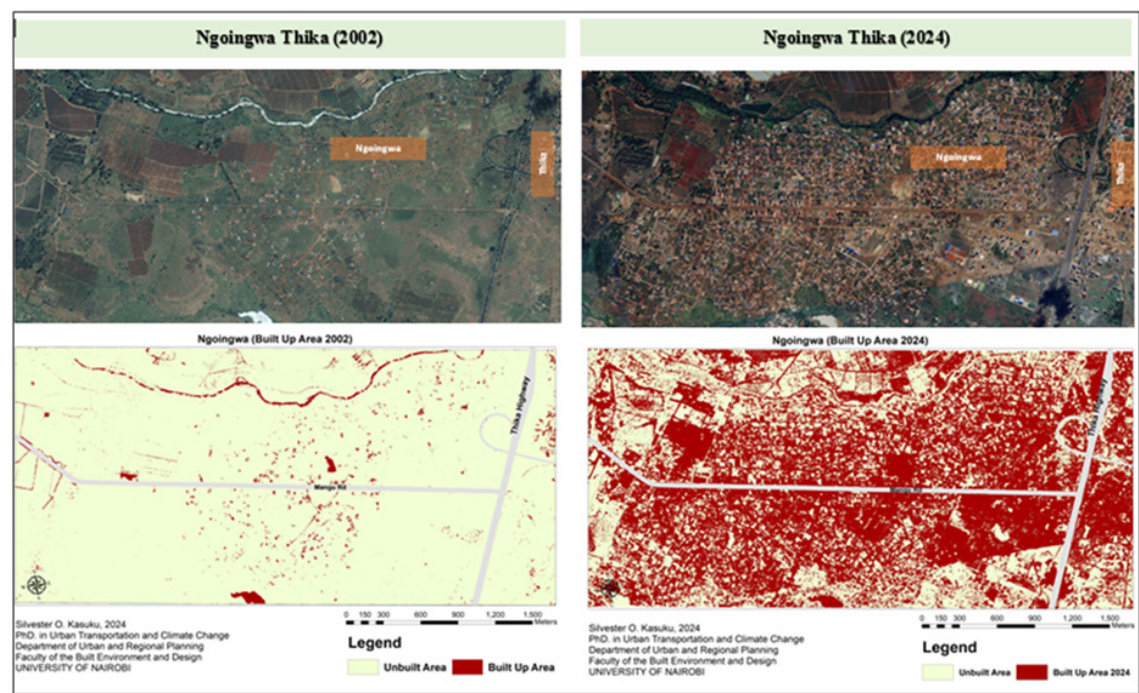 Ngoingwa Thika (2002)
Ngoingwa
Thika
Ngoingwa (Built Up Area 2002)
Thika Highway
Mangu Rd
0 150 300 600 900 1,200 1,500
Meters
Silvester O. Kasuku, 2024
PhD. in Urban Transportation and Climate Change
Department of Urban and Regional Planning
Faculty of the Built Environment and Design
UNIVERSITY OF NAIROBI
Legend
Unbuilt Area
Built Up Area
Ngoingwa Thika (2024)
Ngoingwa
Thika
Ngoingwa (Built Up Area 2024)
Thika Highway
Mangu Rd
0 150 300 600 900 1,200 1,500
Meters
Silvester O. Kasuku, 2024
PhD. in Urban Transportation and Climate Change
Department of Urban and Regional Planning
Faculty of the Built Environment and Design
UNIVERSITY OF NAIROBI
Legend
Unbuilt Area
Built Up Area 2024